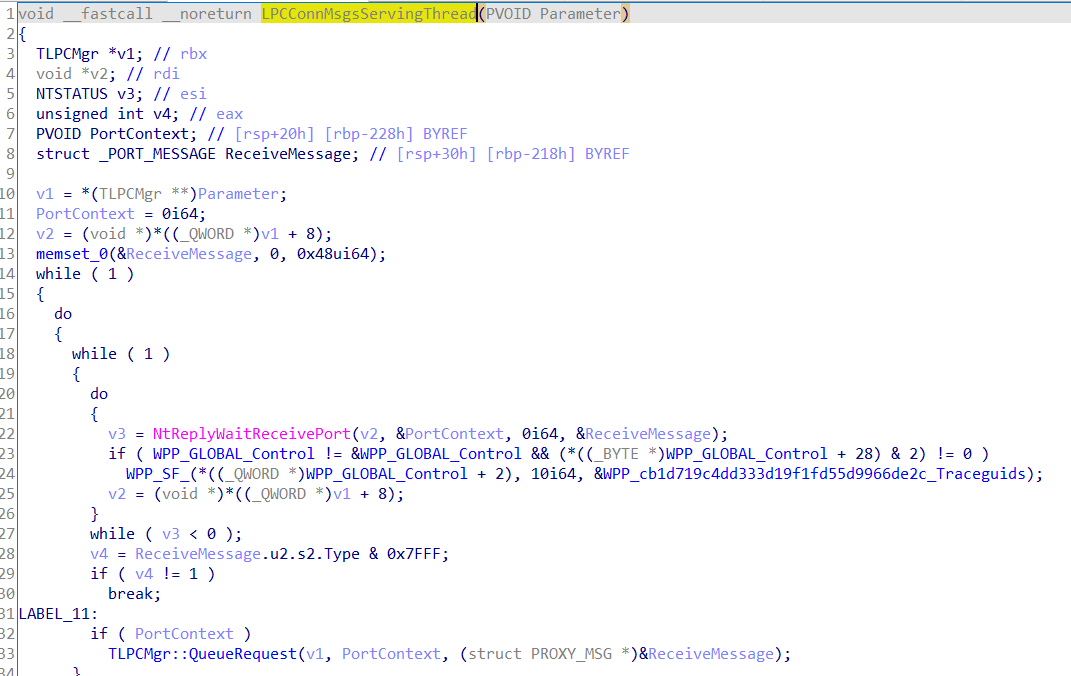 1 void __fastcall __noreturn LPCConnMsgsServingThread(PVOID Parameter)
2 {
3   TLPCMgr *v1; // rbx
4   void *v2; // rdi
5   NTSTATUS v3; // esi
6   unsigned int v4; // eax
7   PVOID PortContext; // [rsp+20h] [rbp-228h] BYREF
8   struct _PORT_MESSAGE ReceiveMessage; // [rsp+30h] [rbp-218h] BYREF
9
10   v1 = *(TLPCMgr **)Parameter;
11   PortContext = 0i64;
12   v2 = (void *)*((_QWORD *)v1 + 8);
13   memset_0(&ReceiveMessage, 0, 0x48ui64);
14   while ( 1 )
15   {
16     do
17     {
18       while ( 1 )
19       {
20         do
21         {
22           v3 = NtReplyWaitReceivePort(v2, &PortContext, 0i64, &ReceiveMessage);
23           if ( WPP_GLOBAL_Control != &WPP_GLOBAL_Control && (*((_BYTE *)WPP_GLOBAL_Control + 28) & 2) != 0 )
24             WPP_SF_(*((_QWORD *)WPP_GLOBAL_Control + 2), 10i64, &WPP_cb1d719c4dd333d19f1fd55d9966de2c_Traceguids);
25           v2 = (void *)*((_QWORD *)v1 + 8);
26         }
27         while ( v3 < 0 );
28         v4 = ReceiveMessage.u2.s2.Type & 0x7FFF;
29         if ( v4 != 1 )
30           break;
31 LABEL_11:
32         if ( PortContext )
33           TLPCMgr::QueueRequest(v1, PortContext, (struct PROXY_MSG *)&ReceiveMessage);
34       }